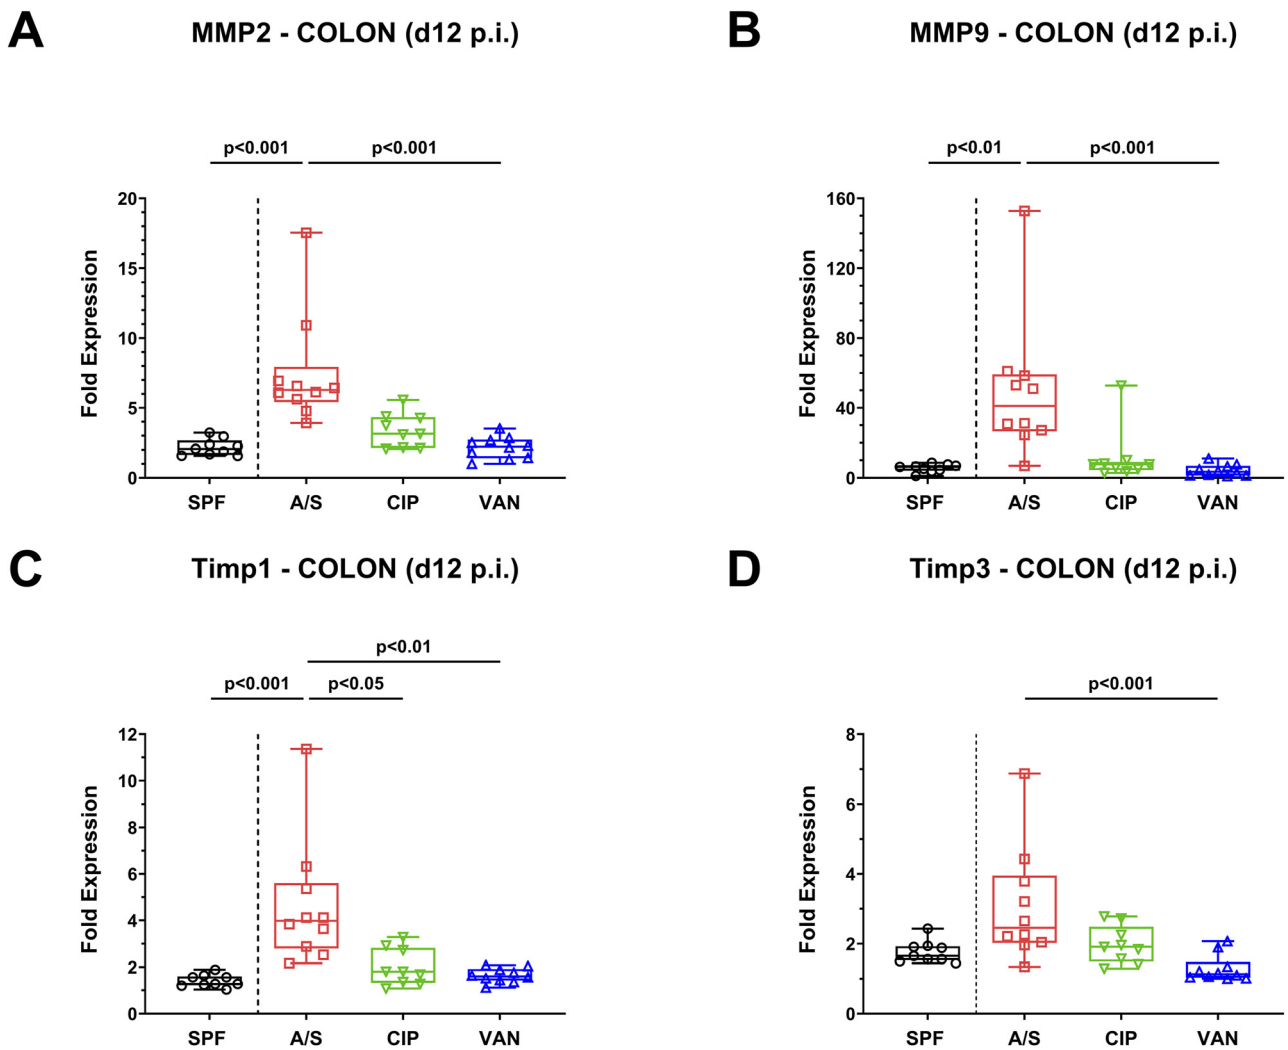 A
MMP2 - COLON (d12 p.i.)
p<0.001
p<0.001
Fold Expression
20
15
10
5
0
SPF
A/S
CIP
VAN
B
MMP9 - COLON (d12 p.i.)
p<0.01
p<0.001
Fold Expression
160
120
80
40
0
SPF
A/S
CIP
VAN
C
Timp1 - COLON (d12 p.i.)
p<0.01
p<0.001
p<0.05
Fold Expression
12
10
8
6
4
2
0
SPF
A/S
CIP
VAN
D
Timp3 - COLON (d12 p.i.)
p<0.001
Fold Expression
8
6
4
2
0
SPF
A/S
CIP
VAN